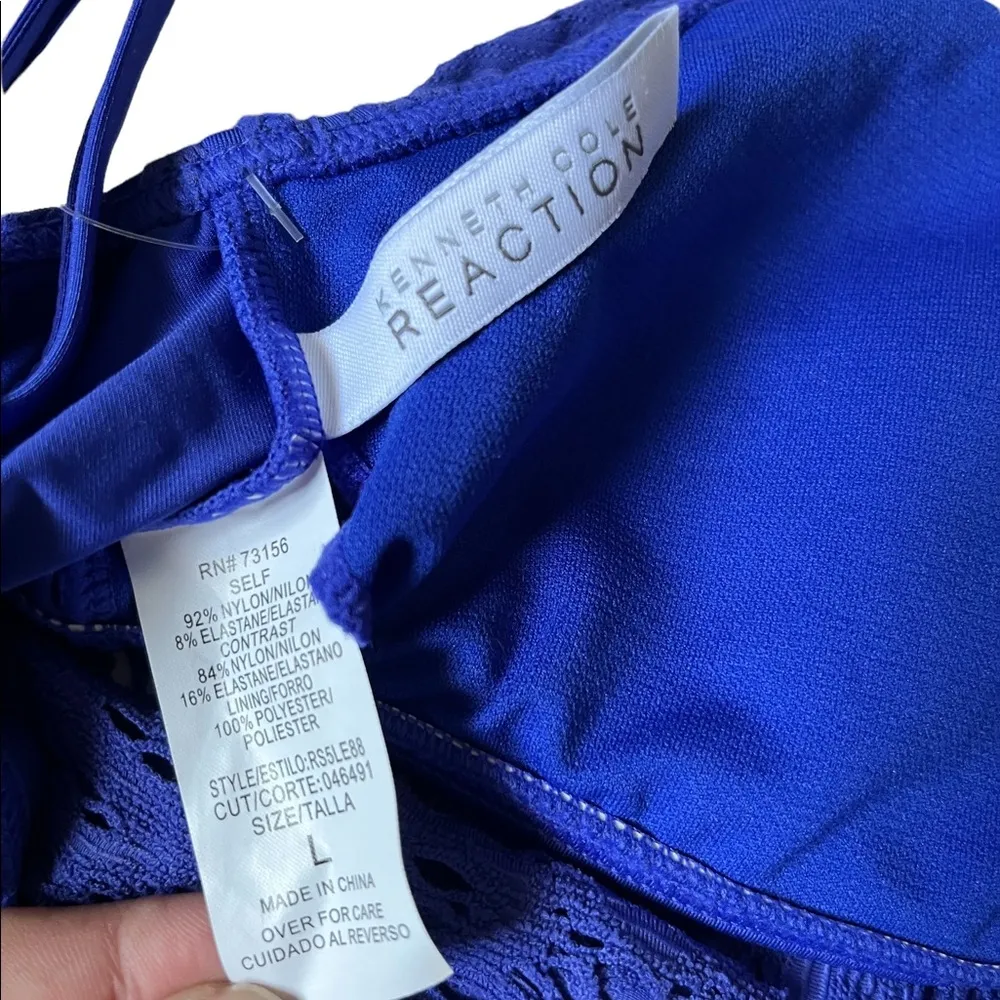 KENNETH COLE
REACTION
RN# 73156
SELF
92% NYLON/NILON
8% ELASTANE/
CONTRAST
84% NYLON/NILON
16% ELASTANE/ELASTANO
LINING/FORRO
100% POLYESTER/
POLIESTER
STYLE/ESTILO:RS5LE88
CUT/CORTE:046491
SIZE/TALLA
L
MADE IN CHINA
OVER FOR CARE
CUIDADO AL REVERSO